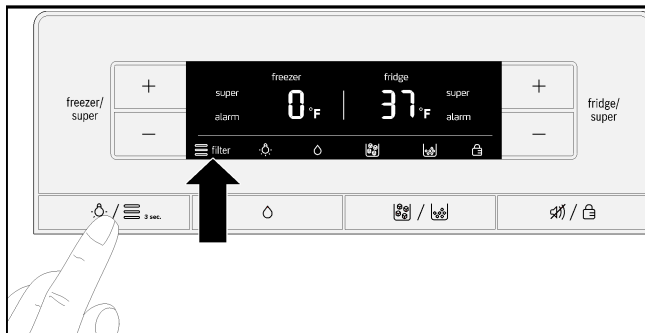 freezer fridge
super super
0°F 37°F
alarm alarm
filter
freezer/
super
+
−
+
−
fridge/
super
/ 3 sec.
/
/